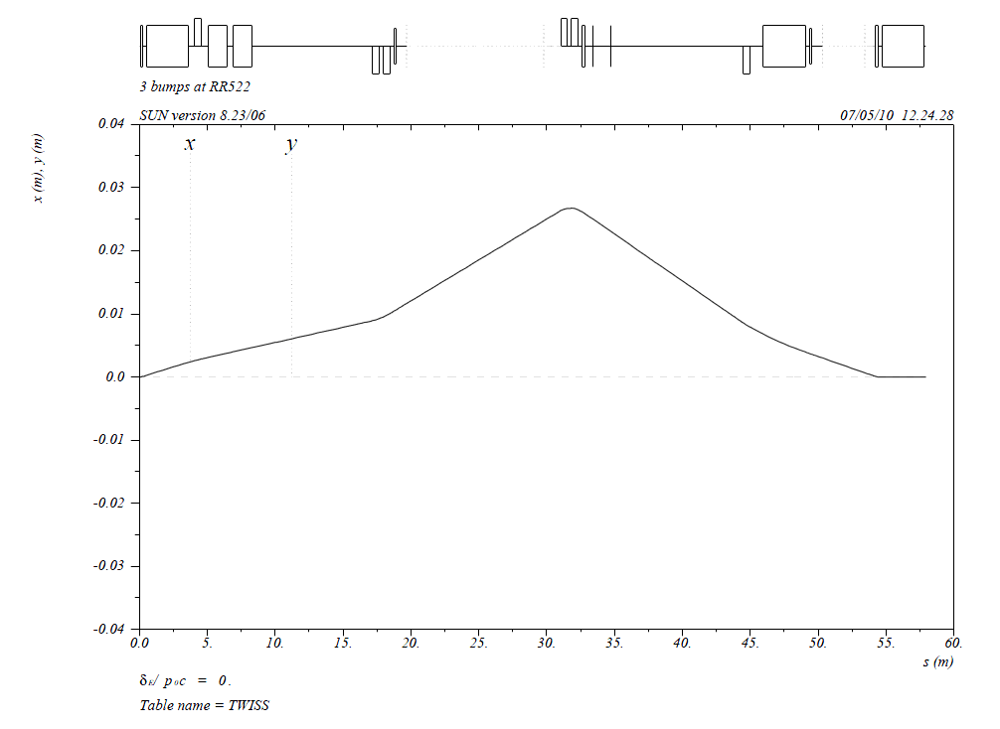 3 bumps at RR522
SUN version 8.23/06 07/05/10 12.24.28
x (m), y (m)
x y
0.04
0.03
0.02
0.01
0.0
-0.01
-0.02
-0.03
-0.04
0.0 5. 10. 15. 20. 25. 30. 35. 40. 45. 50. 55. 60.
s (m)
δE/ p0c = 0.
Table name = TWISS